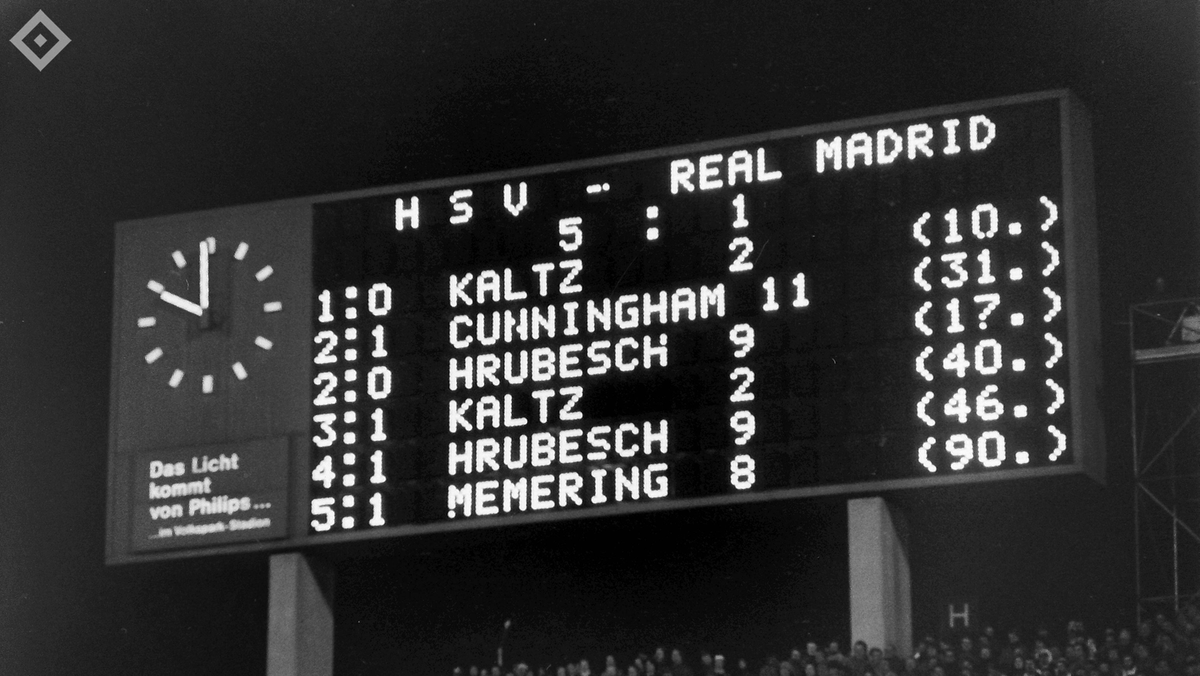 H S V - REAL MADRID
5 : 1
1:0 KALTZ 2 (10.)
2:1 CUNNINGHAM 11 (31.)
2:0 HRUBESCH 9 (17.)
3:1 KALTZ 2 (40.)
4:1 HRUBESCH 9 (46.)
5:1 MEMERING 8 (90.)
Das Licht
kommt
von Philips...
...im Volkspark-Stadion
H